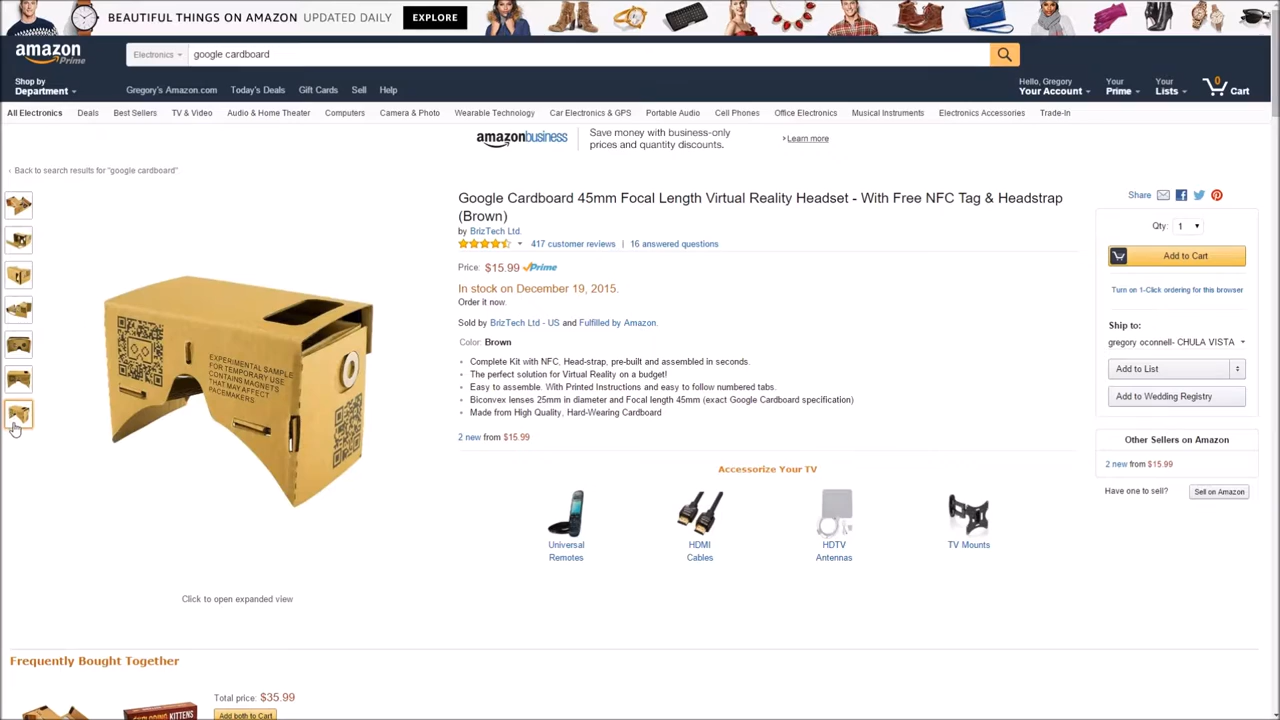 BEAUTIFUL THINGS ON AMAZON UPDATED DAILY EXPLORE
amazon
Prime
Electronics
google cardboard
Shop by
Department
Gregory's Amazon.com Today's Deals Gift Cards Sell Help
Hello, Gregory
Your Account
Your
Prime
Your
Lists
0
Cart
All Electronics Deals Best Sellers TV & Video Audio & Home Theater Computers Camera & Photo Wearable Technology Car Electronics & GPS Portable Audio Cell Phones Office Electronics Musical Instruments Electronics Accessories Trade-In
amazonbusiness
Save money with business-only
prices and quantity discounts.
› Learn more
‹ Back to search results for "google cardboard"
Google Cardboard 45mm Focal Length Virtual Reality Headset - With Free NFC Tag & Headstrap
(Brown)
by BrizTech Ltd.
417 customer reviews | 16 answered questions
Price: $15.99 Prime
In stock on December 19, 2015.
Order it now.
Sold by BrizTech Ltd - US and Fulfilled by Amazon.
Color: Brown
• Complete Kit with NFC, Head-strap, pre-built and assembled in seconds.
• The perfect solution for Virtual Reality on a budget!
• Easy to assemble. With Printed Instructions and easy to follow numbered tabs.
• Biconvex lenses 25mm in diameter and Focal length 45mm (exact Google Cardboard specification)
• Made from High Quality, Hard-Wearing Cardboard
2 new from $15.99
EXPERIMENTAL SAMPLE
FOR TEMPORARY USE
CONTAINS MAGNETS
THAT MAY AFFECT
PACEMAKERS.
Click to open expanded view
Accessorize Your TV
Universal
Remotes
HDMI
Cables
HDTV
Antennas
TV Mounts
Share
Qty: 1
Add to Cart
Turn on 1-Click ordering for this browser
Ship to:
gregory oconnell- CHULA VISTA
Add to List
Add to Wedding Registry
Other Sellers on Amazon
2 new from $15.99
Have one to sell?
Sell on Amazon
Frequently Bought Together
Total price: $35.99
Add both to Cart
EXPLODING KITTENS